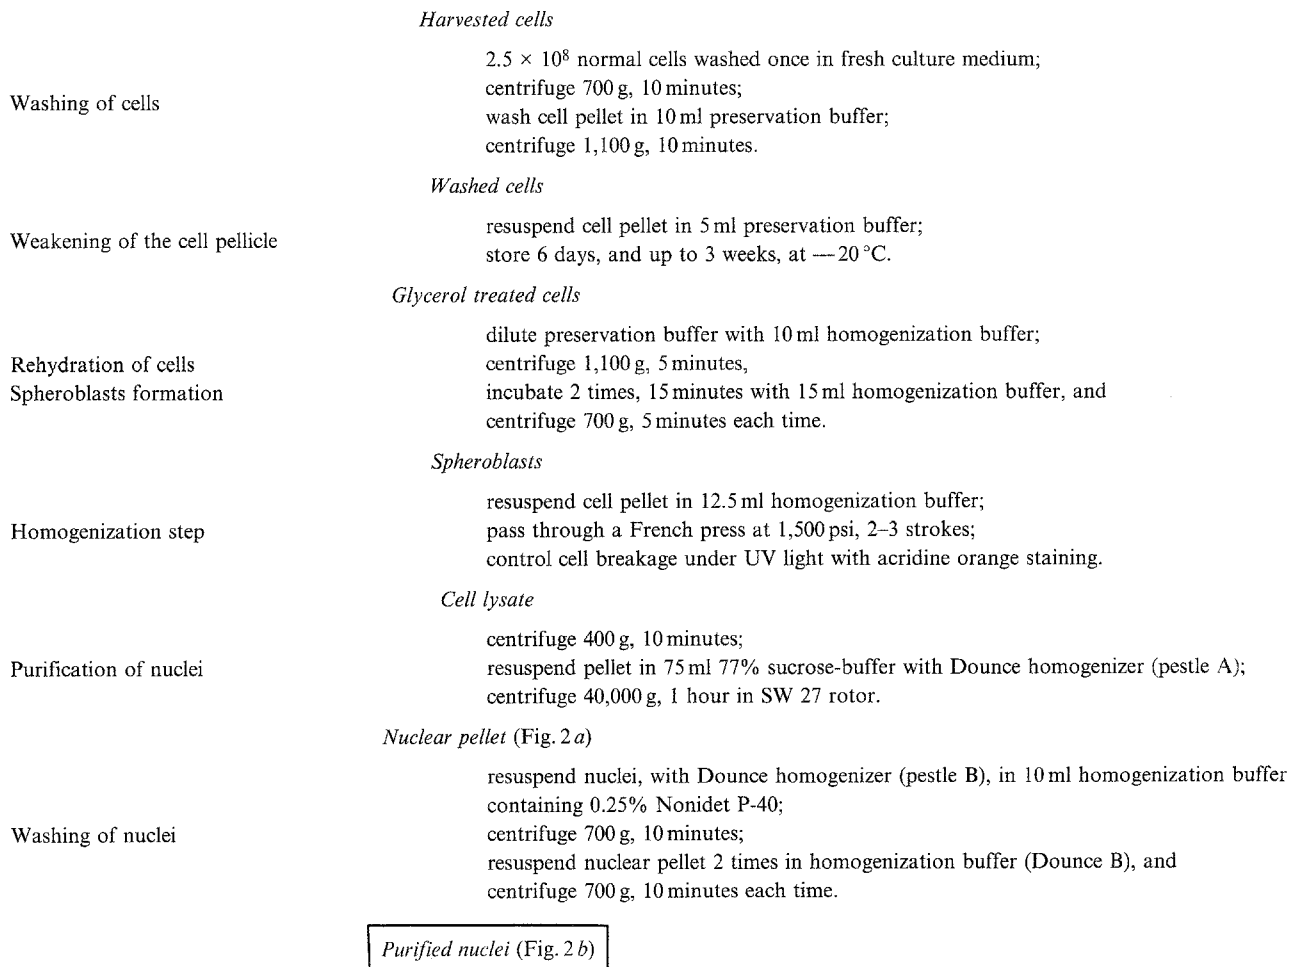 Harvested cells
2.5 × 10⁸ normal cells washed once in fresh culture medium;
centrifuge 700 g, 10 minutes;
Washing of cells
wash cell pellet in 10 ml preservation buffer;
centrifuge 1,100 g, 10 minutes.
Washed cells
resuspend cell pellet in 5 ml preservation buffer;
Weakening of the cell pellicle
store 6 days, and up to 3 weeks, at —20 °C.
Glycerol treated cells
dilute preservation buffer with 10 ml homogenization buffer;
Rehydration of cells
centrifuge 1,100 g, 5 minutes,
Spheroblasts formation
incubate 2 times, 15 minutes with 15 ml homogenization buffer, and
centrifuge 700 g, 5 minutes each time.
Spheroblasts
resuspend cell pellet in 12.5 ml homogenization buffer;
Homogenization step
pass through a French press at 1,500 psi, 2–3 strokes;
control cell breakage under UV light with acridine orange staining.
Cell lysate
centrifuge 400 g, 10 minutes;
Purification of nuclei
resuspend pellet in 75 ml 77% sucrose-buffer with Dounce homogenizer (pestle A);
centrifuge 40,000 g, 1 hour in SW 27 rotor.
Nuclear pellet (Fig. 2 a)
resuspend nuclei, with Dounce homogenizer (pestle B), in 10 ml homogenization buffer
containing 0.25% Nonidet P-40;
Washing of nuclei
centrifuge 700 g, 10 minutes;
resuspend nuclear pellet 2 times in homogenization buffer (Dounce B), and
centrifuge 700 g, 10 minutes each time.
Purified nuclei (Fig. 2 b)